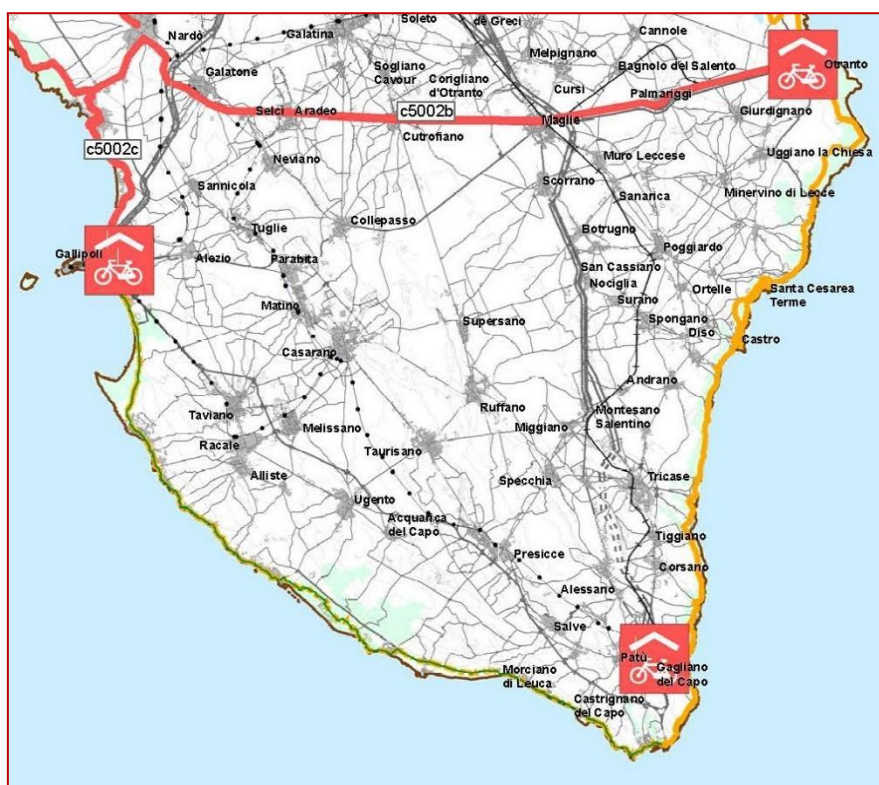 Soleto
de Greci
Cannole
Nardò
Galatina
Melpignano
Otranto
Sogliano
Cavour
Corigliano
d'Otranto
Bagnolo del Salento
Galatone
Cursi
Palmariggi
Selcì Aradeo
c5002b
Maglie
Giurdignano
Cutrofiano
c5002c
Neviano
Muro Leccese
Uggiano la Chiesa
Sannicola
Scorrano
Sanarica
Minervino di Lecce
Collepasso
Tuglie
Botrugno
Poggiardo
Gallipoli
Alezio
Parabita
San Cassiano
Nociglia
Ortelle
Santa Cesarea
Terme
Matino
Surano
Supersano
Spongano
Diso
Castro
Casarano
Andrano
Ruffano
Taviano
Montesano
Salentino
Melissano
Miggiano
Racale
Taurisano
Alliste
Specchia
Tricase
Ugento
Acquarica
del Capo
Tiggiano
Presicce
Corsano
Alessano
Salve
Patù
Gagliano
del Capo
Morciano
di Leuca
Castrignano
del Capo